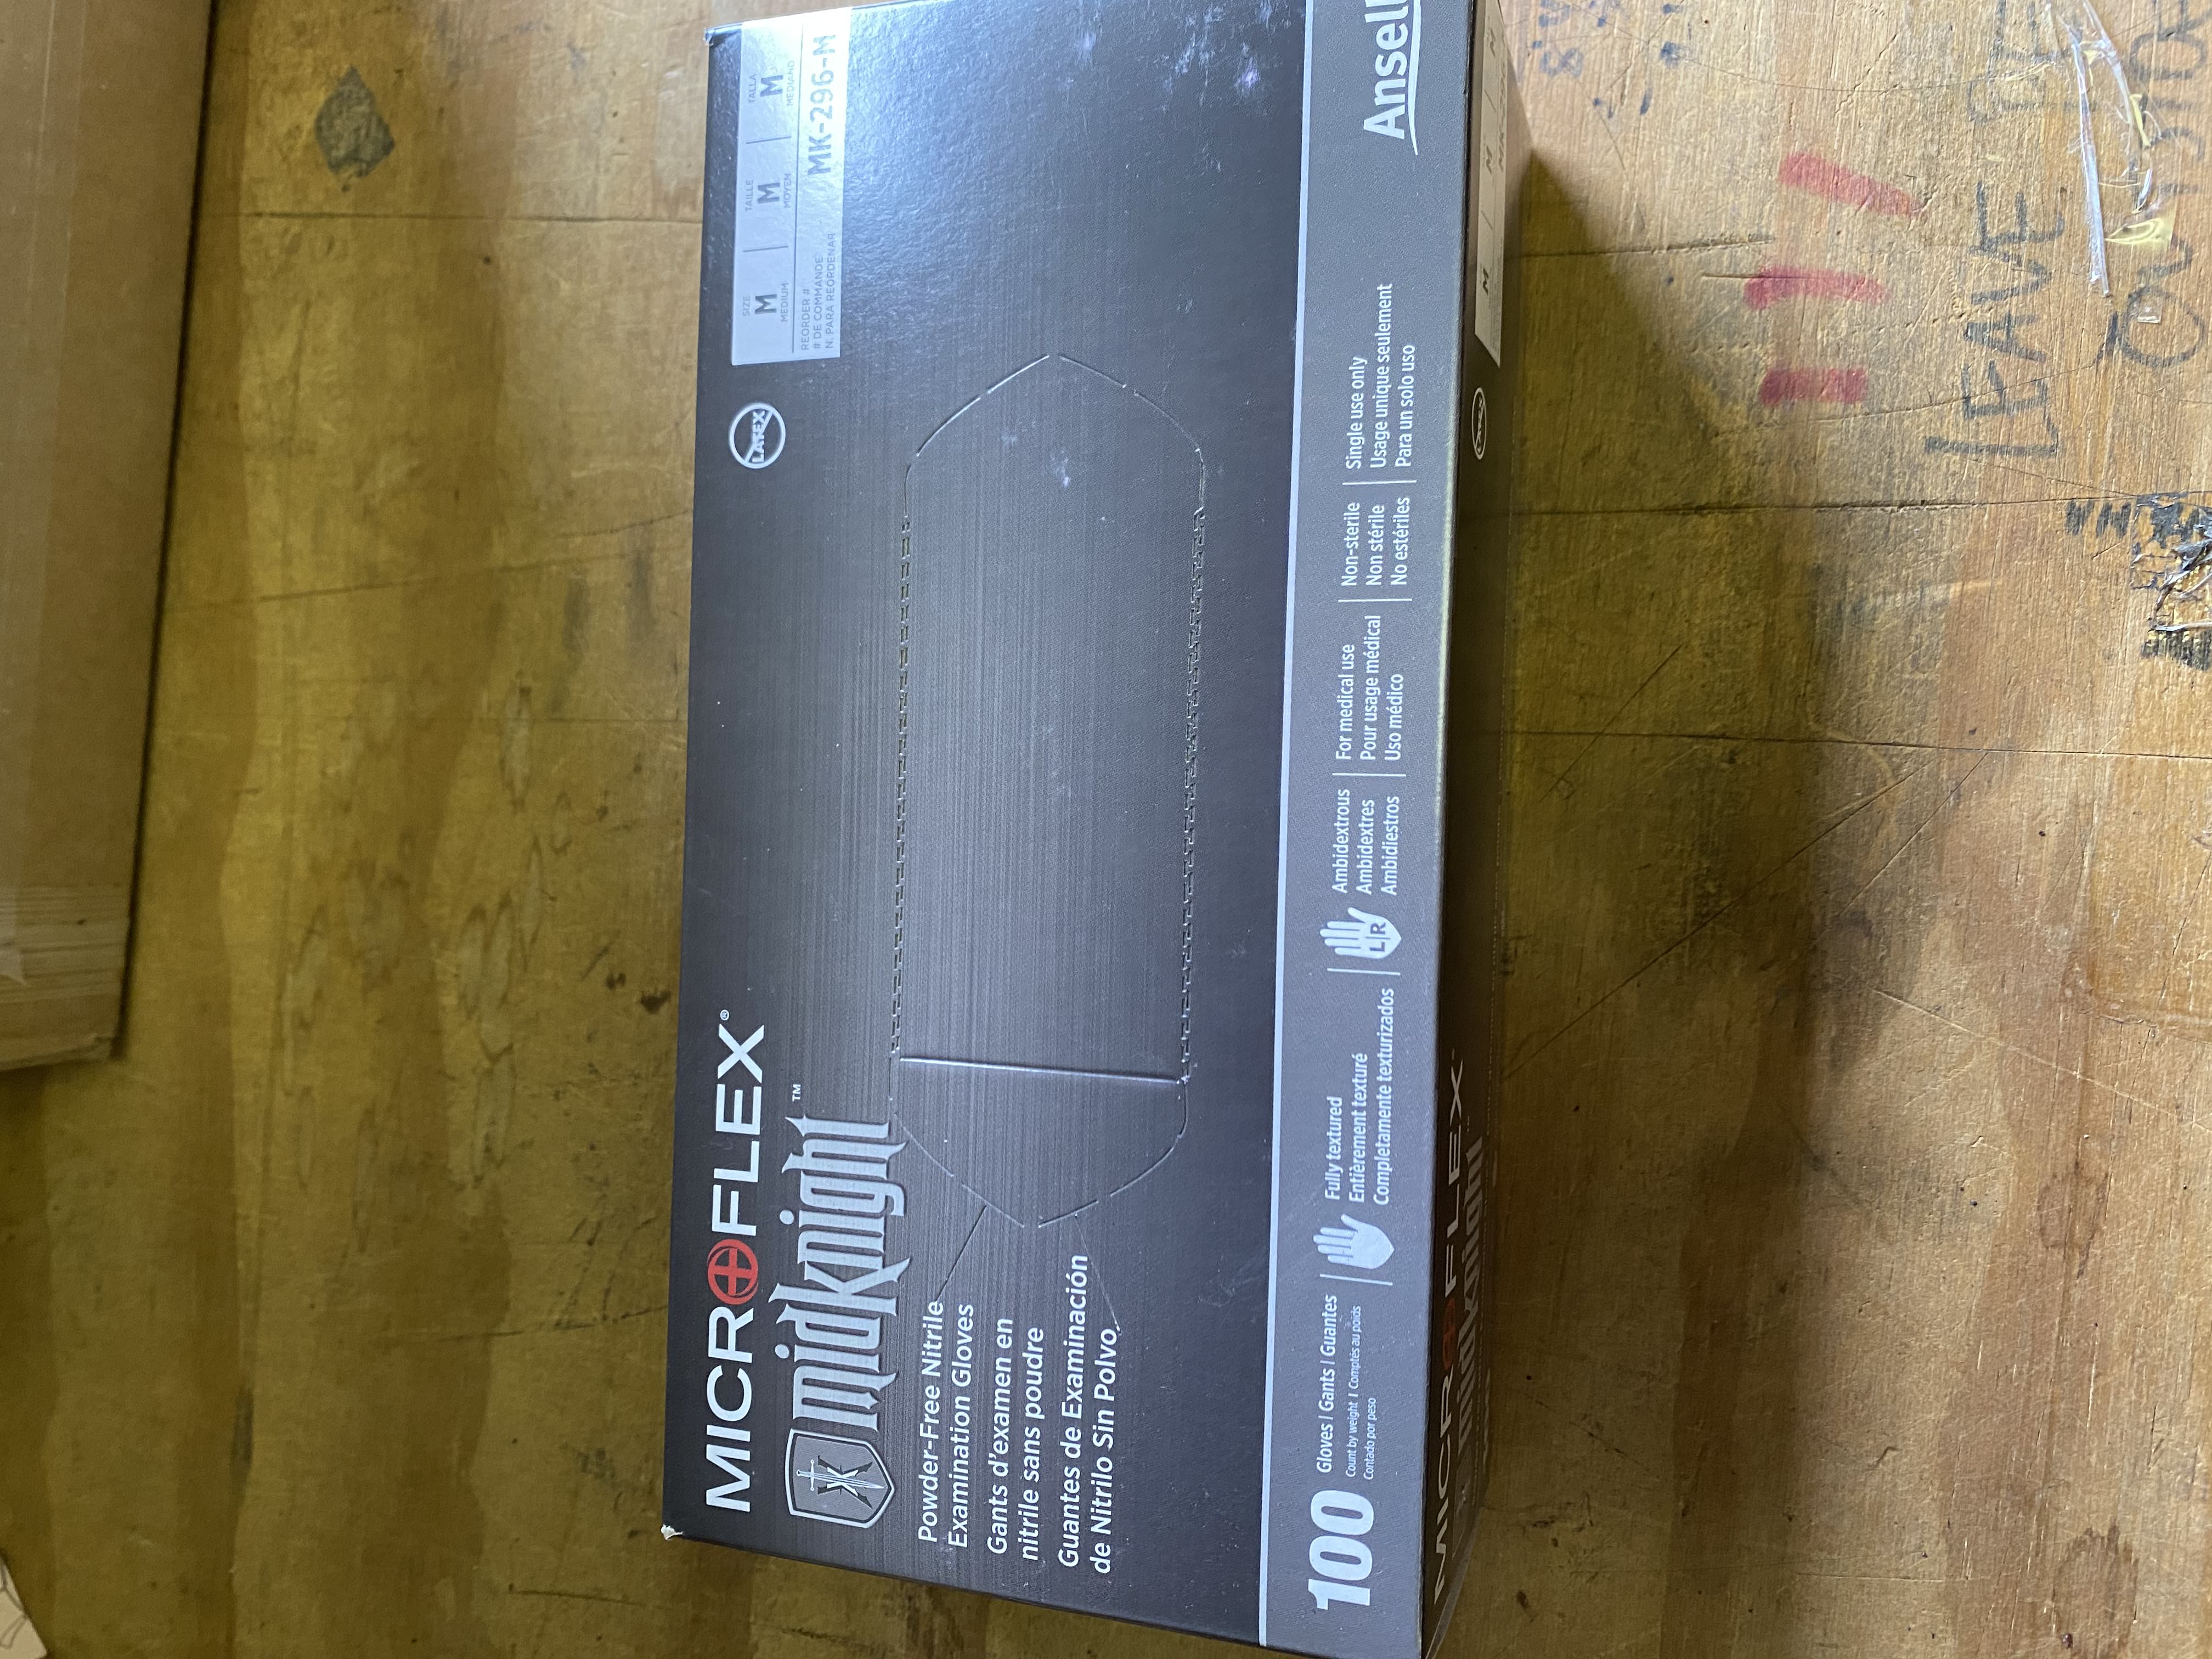 MICROFLEX®
midknight™
Powder-Free Nitrile
Examination Gloves
Gants d'examen en
nitrile sans poudre
Guantes de Examinación
de Nitrilo Sin Polvo
LATEX
SIZE TAILLE TALLA
M M M
MEDIUM MOYEN MEDIANO
REORDER #
# DE COMMANDE
N. PARA REORDENAR
MK-296-M
100
Gloves | Gants | Guantes
Count by weight | Comptés au poids
Contado por peso
Fully textured
Entièrement texturé
Completamente texturizados
L R
Ambidextrous
Ambidextres
Ambidiestros
For medical use
Pour usage médical
Uso médico
Non-sterile
Non stérile
No estériles
Single use only
Usage unique seulement
Para un solo uso
Ansell
MICROFLEX
midknight™
LATEX
M M M
MK-296
LEAVE